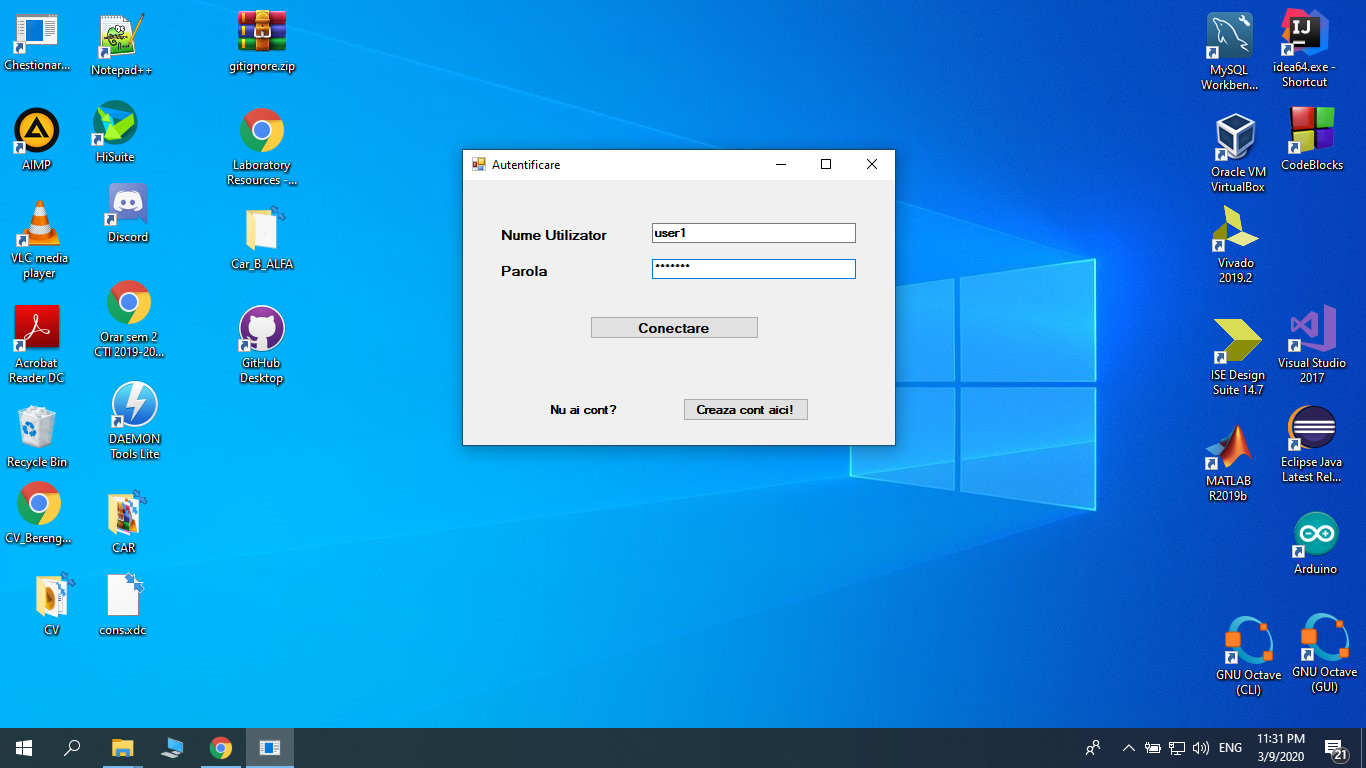 Chestionar...
Notepad++
gitignore.zip
AIMP
HiSuite
Laboratory
Resources -...
VLC media
player
Discord
Car_B_ALFA
Acrobat
Reader DC
Orar sem 2
CTI 2019-20...
GitHub
Desktop
Recycle Bin
DAEMON
Tools Lite
CV_Bereng...
CAR
CV
cons.xdc
Autentificare
Nume Utilizator
user1
Parola
*******
Conectare
Nu ai cont?
Creaza cont aici!
MySQL
Workben...
IJ
idea64.exe -
Shortcut
Oracle VM
VirtualBox
CodeBlocks
Vivado
2019.2
ISE Design
Suite 14.7
Visual Studio
2017
MATLAB
R2019b
Eclipse Java
Latest Rel...
Arduino
GNU Octave
(CLI)
GNU Octave
(GUI)
ENG
11:31 PM
3/9/2020
21